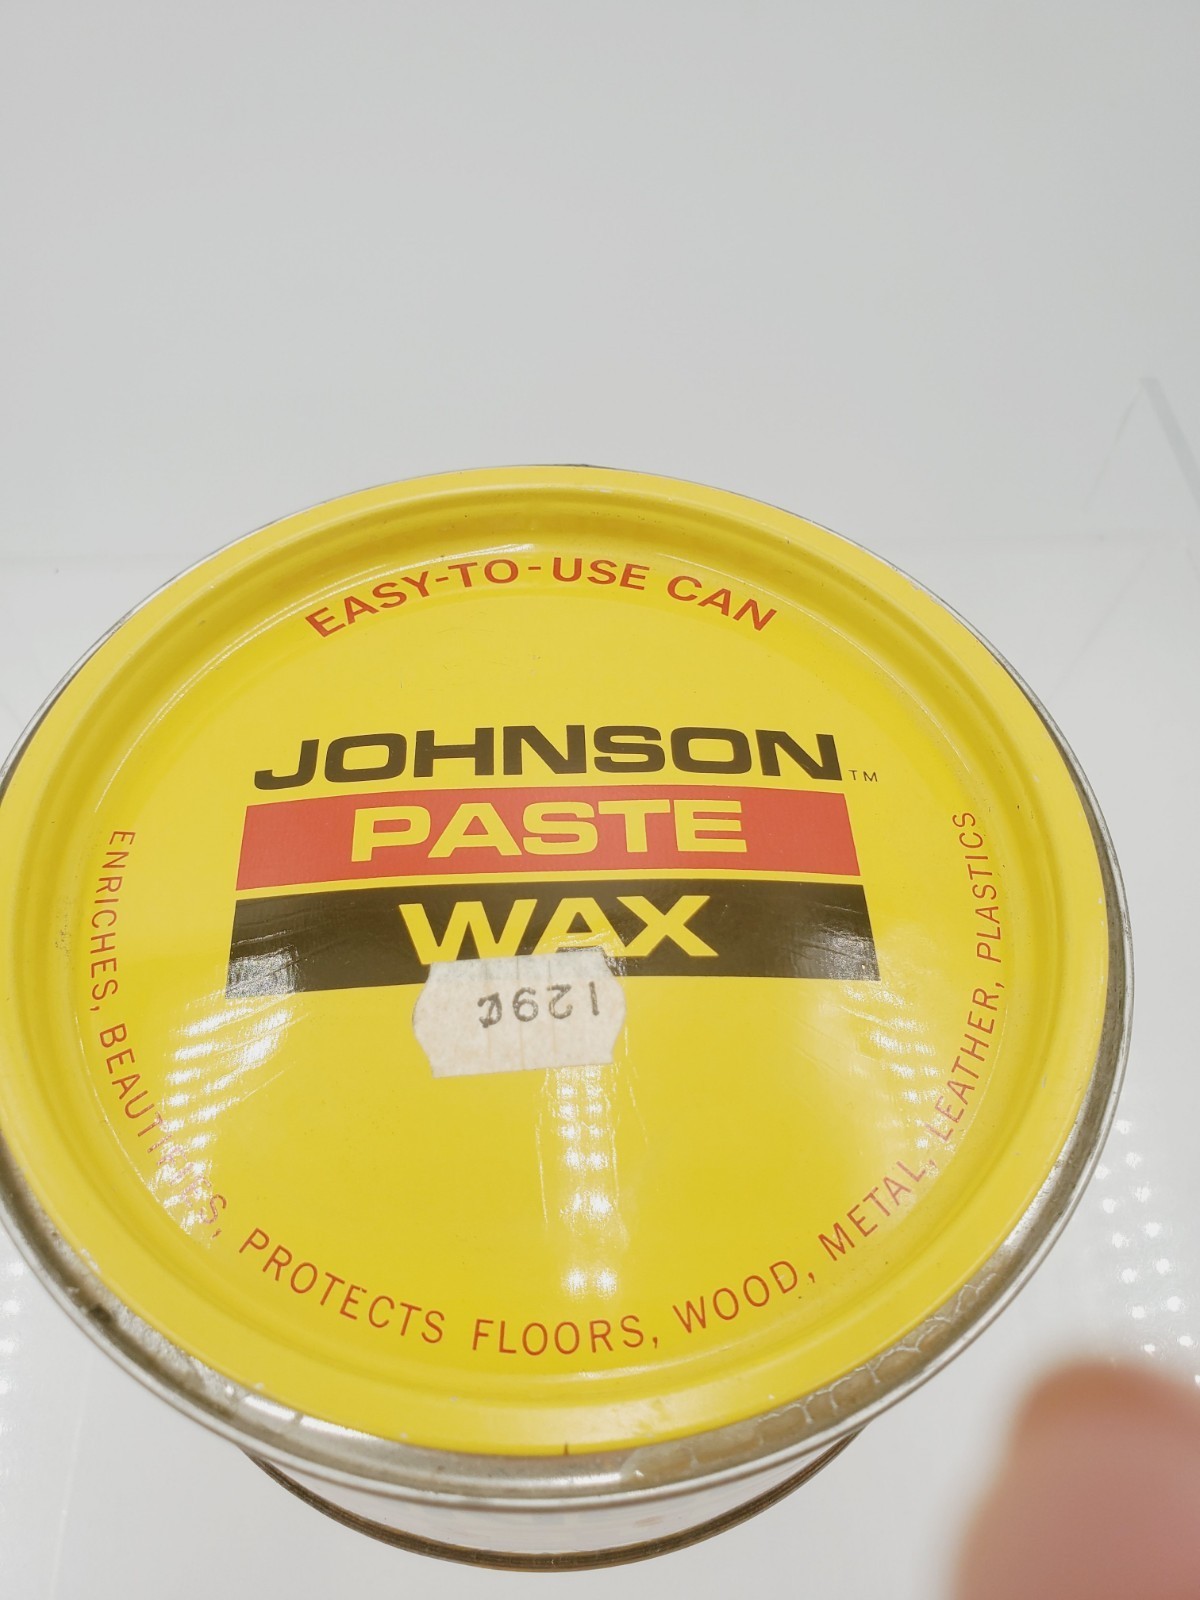 EASY-TO-USE CAN
JOHNSON™
PASTE
WAX
129¢
ENRICHES, BEAUTIFIES, PROTECTS FLOORS, WOOD, METAL, LEATHER, PLASTICS